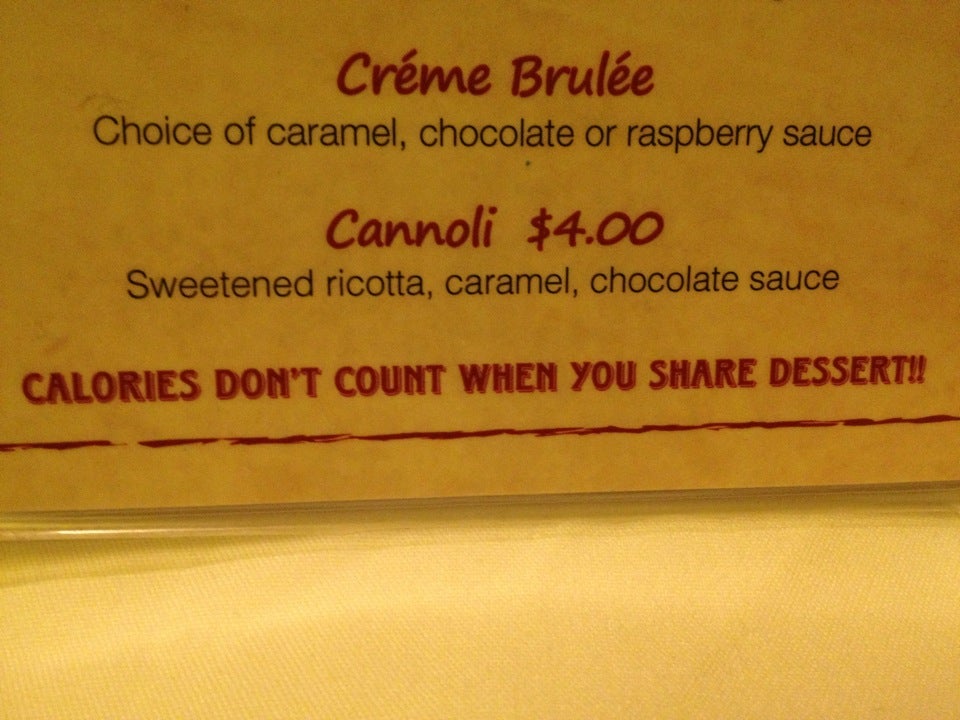 Créme Brulée
Choice of caramel, chocolate or raspberry sauce
Cannoli $4.00
Sweetened ricotta, caramel, chocolate sauce
CALORIES DON'T COUNT WHEN YOU SHARE DESSERT!!